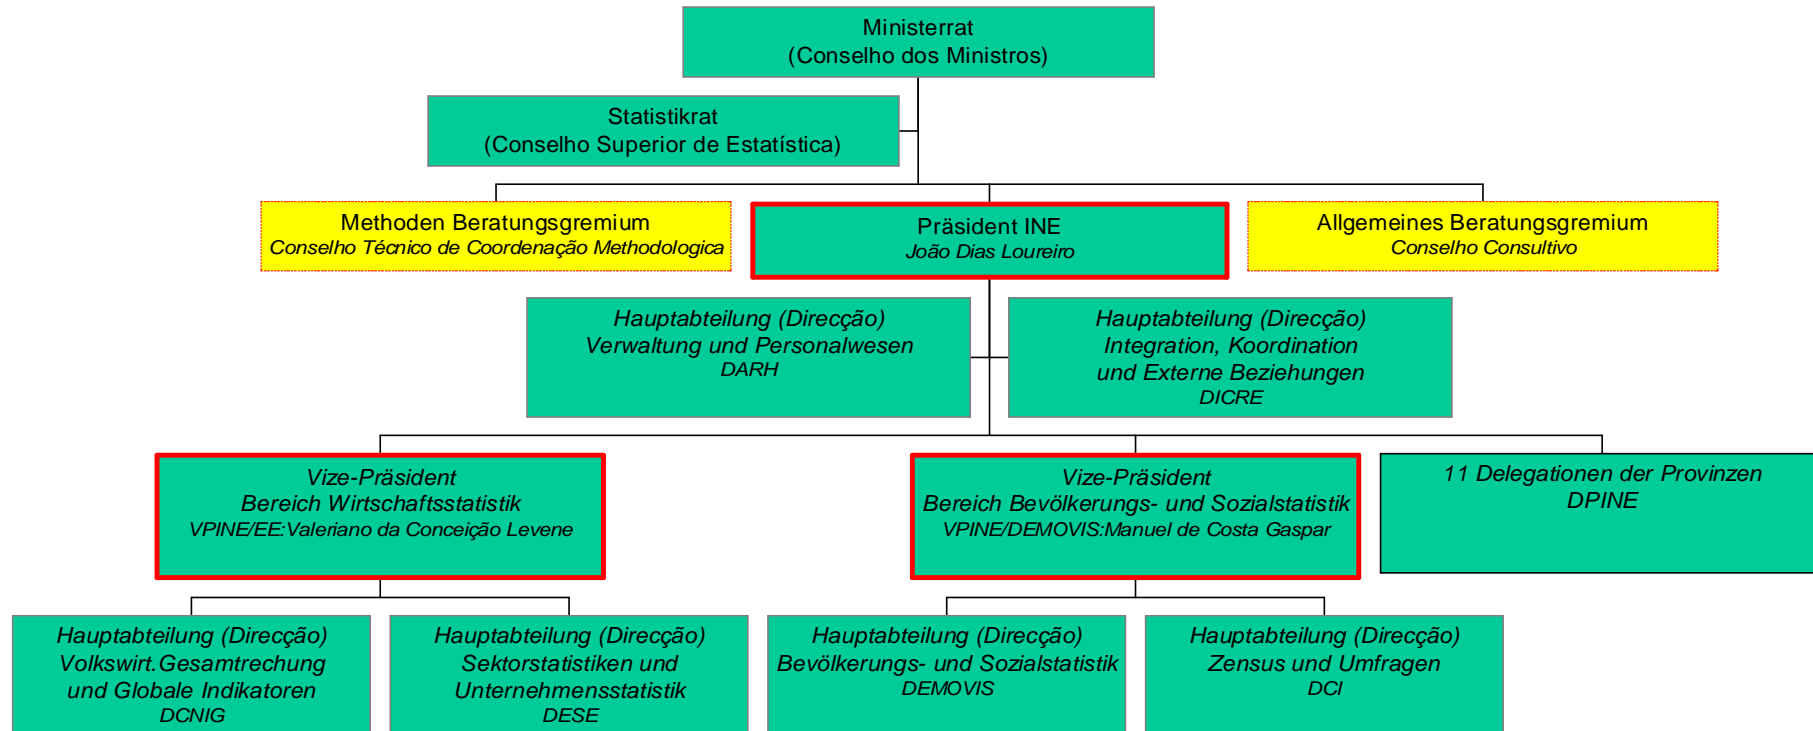 Ministerrat
(Conselho dos Ministros)
Statistikrat
(Conselho Superior de Estatística)
Methoden Beratungsgremium
Conselho Técnico de Coordenação Methodologica
Präsident INE
João Dias Loureiro
Allgemeines Beratungsgremium
Conselho Consultivo
Hauptabteilung (Direcção)
Verwaltung und Personalwesen
DARH
Hauptabteilung (Direcção)
Integration, Koordination
und Externe Beziehungen
DICRE
Vize-Präsident
Bereich Wirtschaftsstatistik
VPINE/EE:Valeriano da Conceição Levene
Vize-Präsident
Bereich Bevölkerungs- und Sozialstatistik
VPINE/DEMOVIS:Manuel de Costa Gaspar
11 Delegationen der Provinzen
DPINE
Hauptabteilung (Direcção)
Volkswirt.Gesamtrechung
und Globale Indikatoren
DCNIG
Hauptabteilung (Direcção)
Sektorstatistiken und
Unternehmensstatistik
DESE
Hauptabteilung (Direcção)
Bevölkerungs- und Sozialstatistik
DEMOVIS
Hauptabteilung (Direcção)
Zensus und Umfragen
DCI